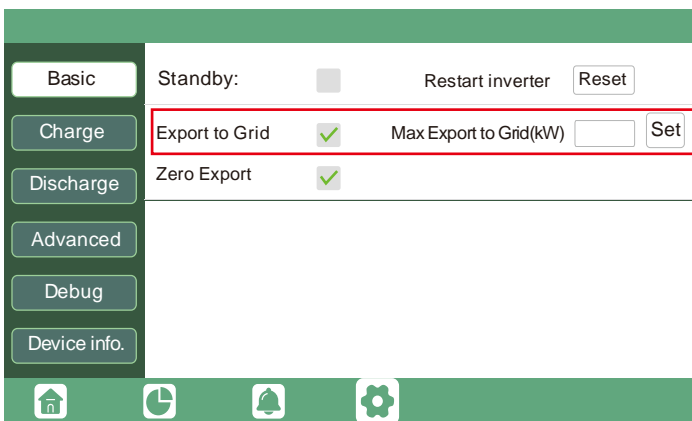 Basic
Standby:
Restart inverter
Reset
Charge
Export to Grid
Max Export to Grid(kW)
Set
Discharge
Zero Export
Advanced
Debug
Device info.